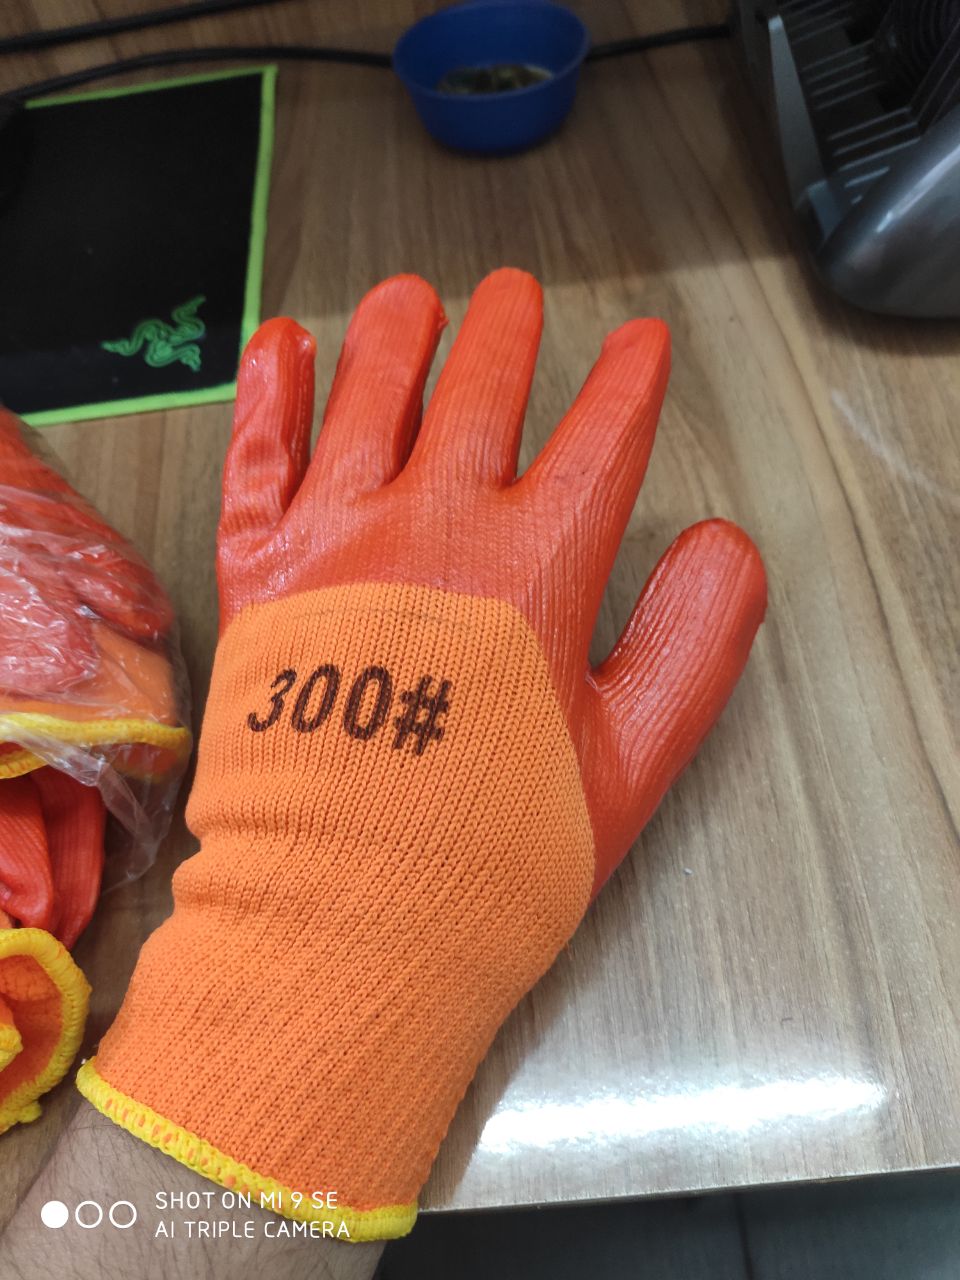 300#
SHOT ON MI 9 SE
AI TRIPLE CAMERA